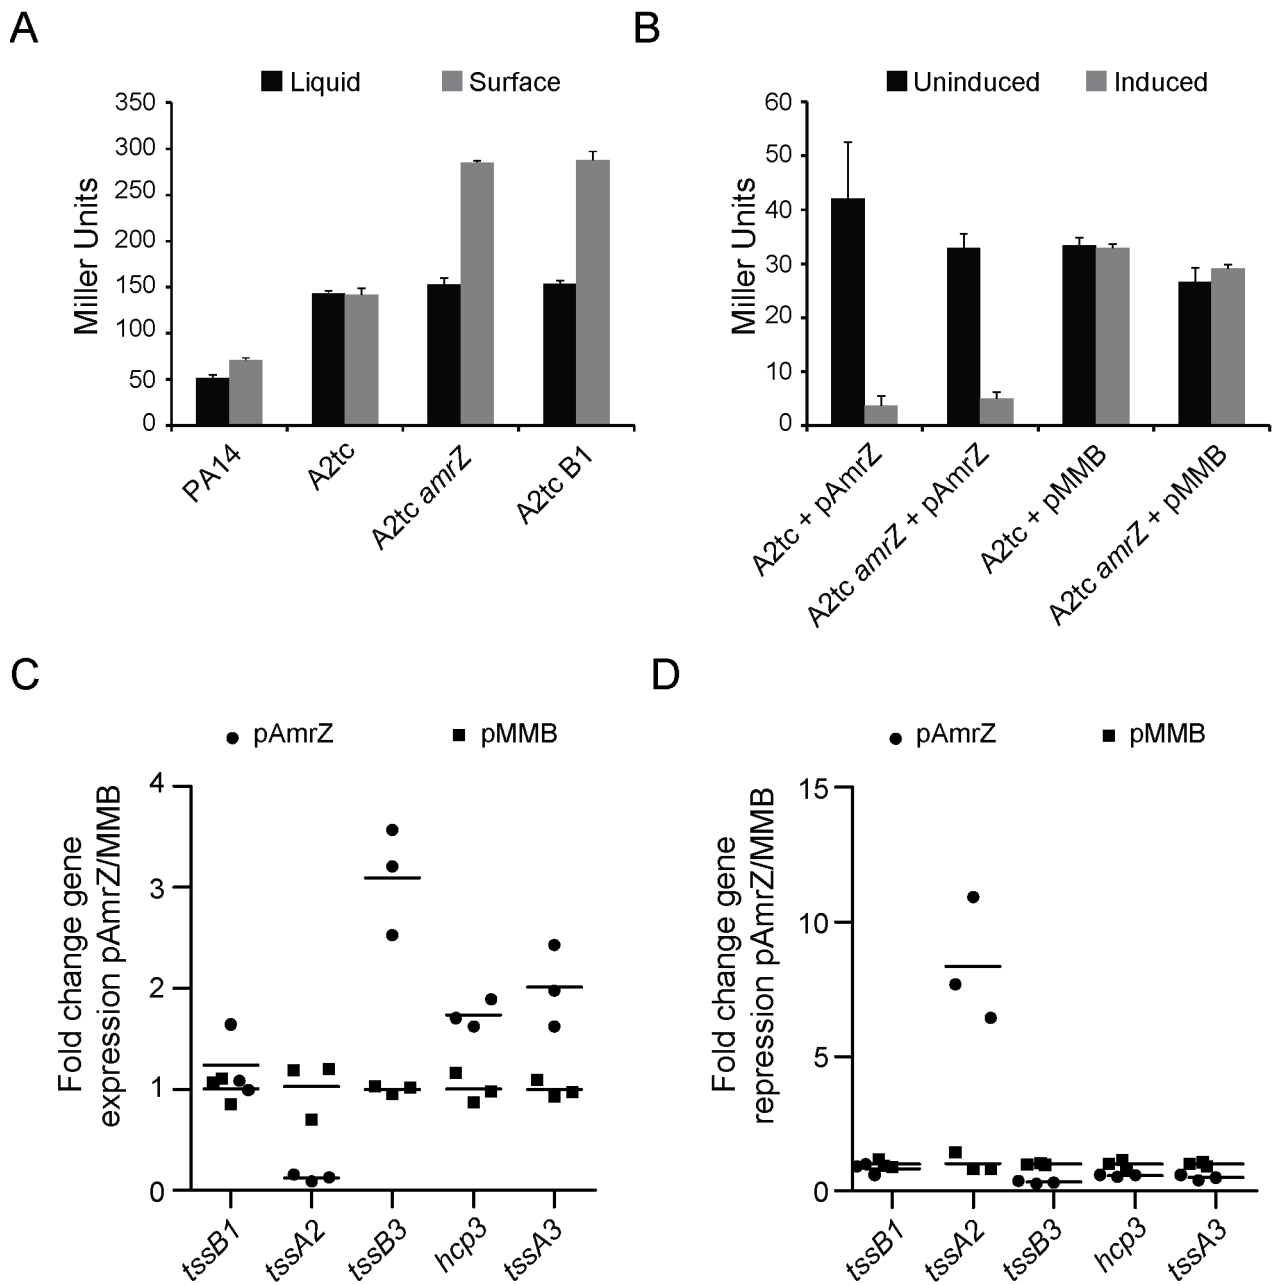 A
Liquid Surface
350
300
250
200
150
100
50
0
Miller Units
PA14
A2tc
A2tc amrZ
A2tc B1
B
Uninduced Induced
60
50
40
30
20
10
0
Miller Units
A2tc + pAmrZ
A2tc amrZ + pAmrZ
A2tc + pMMB
A2tc amrZ + pMMB
C
pAmrZ pMMB
4
3
2
1
0
Fold change gene
expression pAmrZ/MMB
tssB1
tssA2
tssB3
hcp3
tssA3
D
pAmrZ pMMB
15
10
5
0
Fold change gene
repression pAmrZ/MMB
tssB1
tssA2
tssB3
hcp3
tssA3